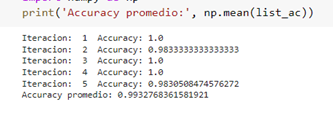 import numpy as np
print('Accuracy promedio:', np.mean(list_ac))
Iteracion: 1 Accuracy: 1.0
Iteracion: 2 Accuracy: 0.9833333333333333
Iteracion: 3 Accuracy: 1.0
Iteracion: 4 Accuracy: 1.0
Iteracion: 5 Accuracy: 0.9830508474576272
Accuracy promedio: 0.9932768361581921